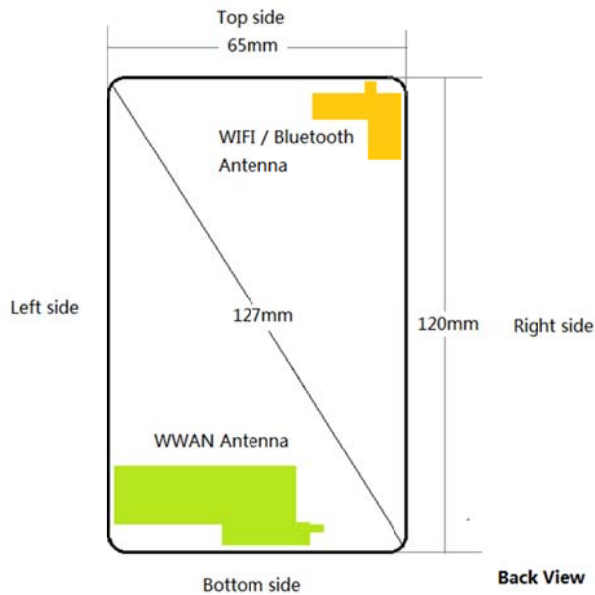 Top side
65mm
WIFI / Bluetooth
Antenna
Left side
127mm
120mm
Right side
WWAN Antenna
Bottom side
Back View